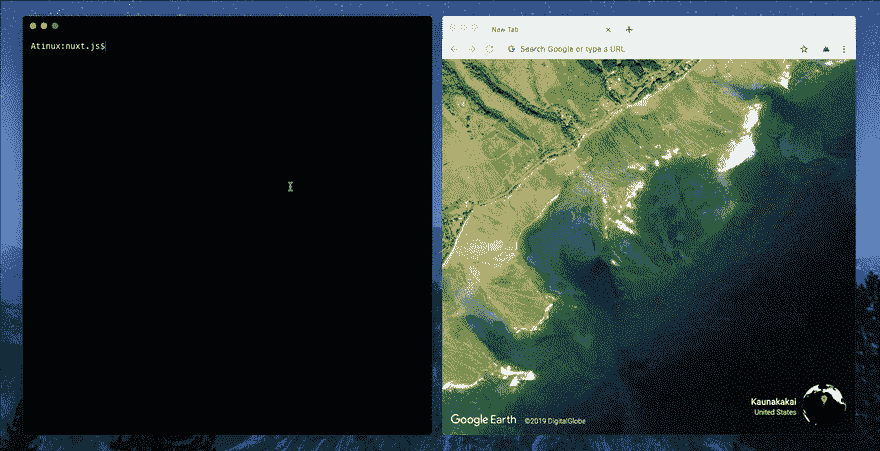 Atinux:nuxt.js$
New Tab
Search Google or type a URL
Kaunakakai
United States
Google Earth ©2019 DigitalGlobe